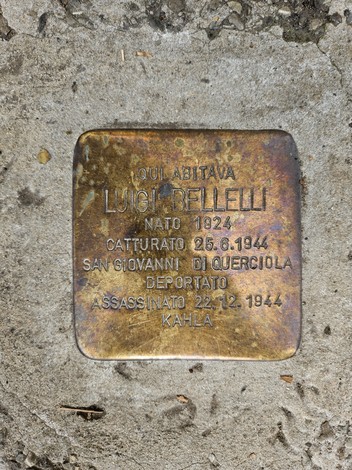 QUI ABITAVA
LUIGI BELLELLI
NATO 1924
CATTURATO 25.6.1944
SAN GIOVANNI DI QUERCIOLA
DEPORTATO
ASSASSINATO 22.12.1944
KAHLA